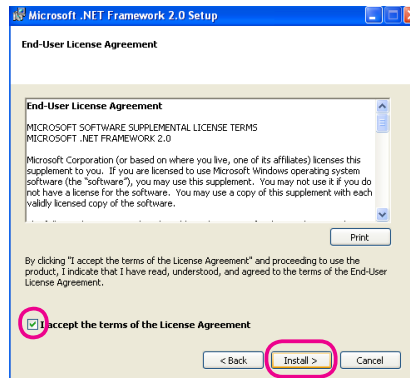 Microsoft .NET Framework 2.0 Setup
End-User License Agreement
End-User License Agreement
MICROSOFT SOFTWARE SUPPLEMENTAL LICENSE TERMS
MICROSOFT .NET FRAMEWORK 2.0
Microsoft Corporation (or based on where you live, one of its affiliates) licenses this
supplement to you. If you are licensed to use Microsoft Windows operating system
software (the "software"), you may use this supplement. You may not use it if you do
not have a license for the software. You may use a copy of this supplement with each
validly licensed copy of the software.
Print
By clicking "I accept the terms of the License Agreement" and proceeding to use the
product, I indicate that I have read, understood, and agreed to the terms of the End-User
License Agreement.
I accept the terms of the License Agreement
< Back
Install >
Cancel